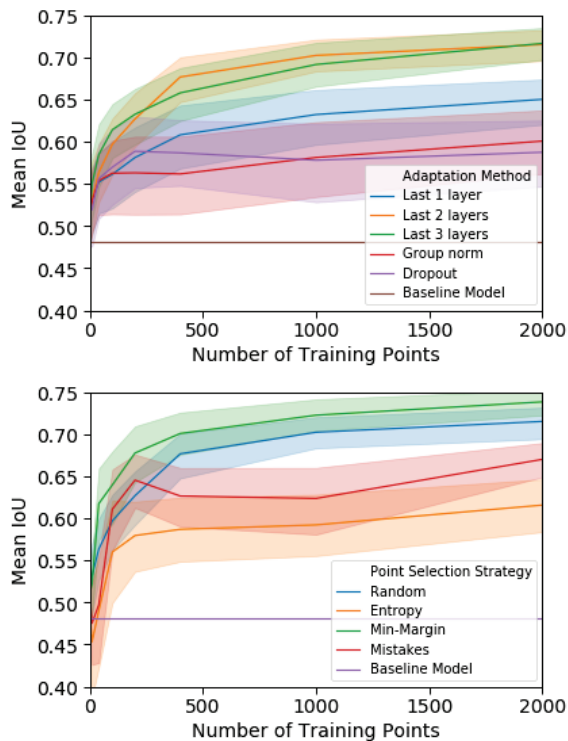 0.75
0.70
0.65
0.60
0.55
0.50
0.45
0.40
Mean IoU
Adaptation Method
Last 1 layer
Last 2 layers
Last 3 layers
Group norm
Dropout
Baseline Model
0 500 1000 1500 2000
Number of Training Points
0.75
0.70
0.65
0.60
0.55
0.50
0.45
0.40
Mean IoU
Point Selection Strategy
Random
Entropy
Min-Margin
Mistakes
Baseline Model
0 500 1000 1500 2000
Number of Training Points